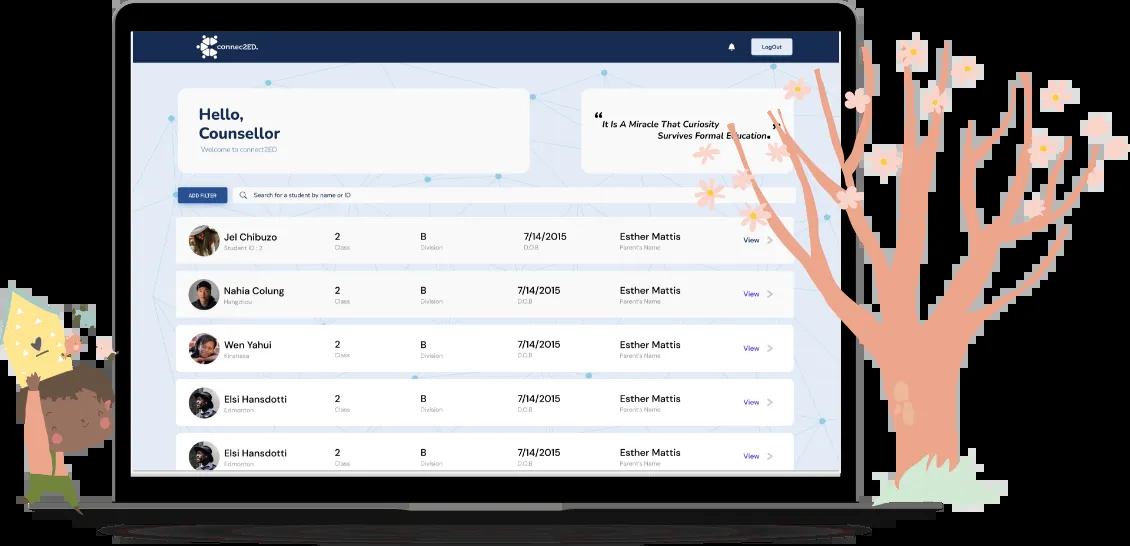 connec2ED.
LogOut
Hello,
Counsellor
Welcome to connect2ED
“It Is A Miracle That Curiosity
Survives Formal Education.”
ADD FILTER
Search for a student by name or ID
Jel Chibuzo 2 B 7/14/2015 Esther Mattis View
Student ID : 2 Class Division D.O.B Parent's Name
Nahia Colung 2 B 7/14/2015 Esther Mattis View
Hangzhou Class Division D.O.B Parent's Name
Wen Yahui 2 B 7/14/2015 Esther Mattis View
Kinshasa Class Division D.O.B Parent's Name
Elsi Hansdotti 2 B 7/14/2015 Esther Mattis View
Edmonton Class Division D.O.B Parent's Name
Elsi Hansdotti 2 B 7/14/2015 Esther Mattis View
Edmonton Class Division D.O.B Parent's Name